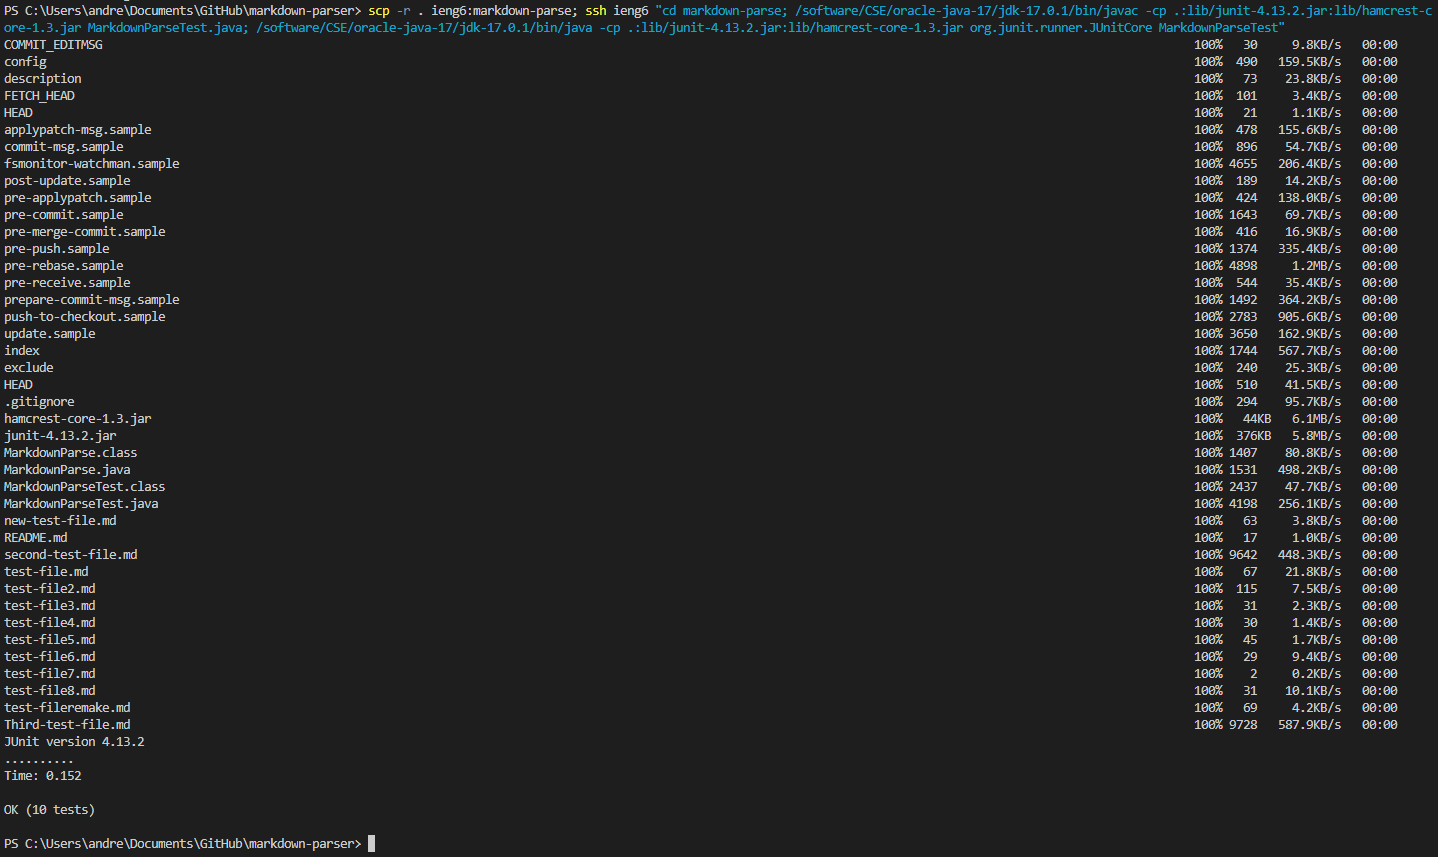 PS C:\Users\andre\Documents\GitHub\markdown-parser> scp -r . ieng6:markdown-parse; ssh ieng6 "cd markdown-parse; /software/CSE/oracle-java-17/jdk-17.0.1/bin/javac -cp .:lib/junit-4.13.2.jar:lib/hamcrest-c
ore-1.3.jar MarkdownParseTest.java; /software/CSE/oracle-java-17/jdk-17.0.1/bin/java -cp .:lib/junit-4.13.2.jar:lib/hamcrest-core-1.3.jar org.junit.runner.JUnitCore MarkdownParseTest"
COMMIT_EDITMSG 100% 30 9.8KB/s 00:00
config 100% 490 159.5KB/s 00:00
description 100% 73 23.8KB/s 00:00
FETCH_HEAD 100% 101 3.4KB/s 00:00
HEAD 100% 21 1.1KB/s 00:00
applypatch-msg.sample 100% 478 155.6KB/s 00:00
commit-msg.sample 100% 896 54.7KB/s 00:00
fsmonitor-watchman.sample 100% 4655 206.4KB/s 00:00
post-update.sample 100% 189 14.2KB/s 00:00
pre-applypatch.sample 100% 424 138.0KB/s 00:00
pre-commit.sample 100% 1643 69.7KB/s 00:00
pre-merge-commit.sample 100% 416 16.9KB/s 00:00
pre-push.sample 100% 1374 335.4KB/s 00:00
pre-rebase.sample 100% 4898 1.2MB/s 00:00
pre-receive.sample 100% 544 35.4KB/s 00:00
prepare-commit-msg.sample 100% 1492 364.2KB/s 00:00
push-to-checkout.sample 100% 2783 905.6KB/s 00:00
update.sample 100% 3650 162.9KB/s 00:00
index 100% 1744 567.7KB/s 00:00
exclude 100% 240 25.3KB/s 00:00
HEAD 100% 510 41.5KB/s 00:00
.gitignore 100% 294 95.7KB/s 00:00
hamcrest-core-1.3.jar 100% 44KB 6.1MB/s 00:00
junit-4.13.2.jar 100% 376KB 5.8MB/s 00:00
MarkdownParse.class 100% 1407 80.8KB/s 00:00
MarkdownParse.java 100% 1531 498.2KB/s 00:00
MarkdownParseTest.class 100% 2437 47.7KB/s 00:00
MarkdownParseTest.java 100% 4198 256.1KB/s 00:00
new-test-file.md 100% 63 3.8KB/s 00:00
README.md 100% 17 1.0KB/s 00:00
second-test-file.md 100% 9642 448.3KB/s 00:00
test-file.md 100% 67 21.8KB/s 00:00
test-file2.md 100% 115 7.5KB/s 00:00
test-file3.md 100% 31 2.3KB/s 00:00
test-file4.md 100% 30 1.4KB/s 00:00
test-file5.md 100% 45 1.7KB/s 00:00
test-file6.md 100% 29 9.4KB/s 00:00
test-file7.md 100% 2 0.2KB/s 00:00
test-file8.md 100% 31 10.1KB/s 00:00
test-fileremake.md 100% 69 4.2KB/s 00:00
Third-test-file.md 100% 9728 587.9KB/s 00:00
JUnit version 4.13.2
..........
Time: 0.152
OK (10 tests)
PS C:\Users\andre\Documents\GitHub\markdown-parser>